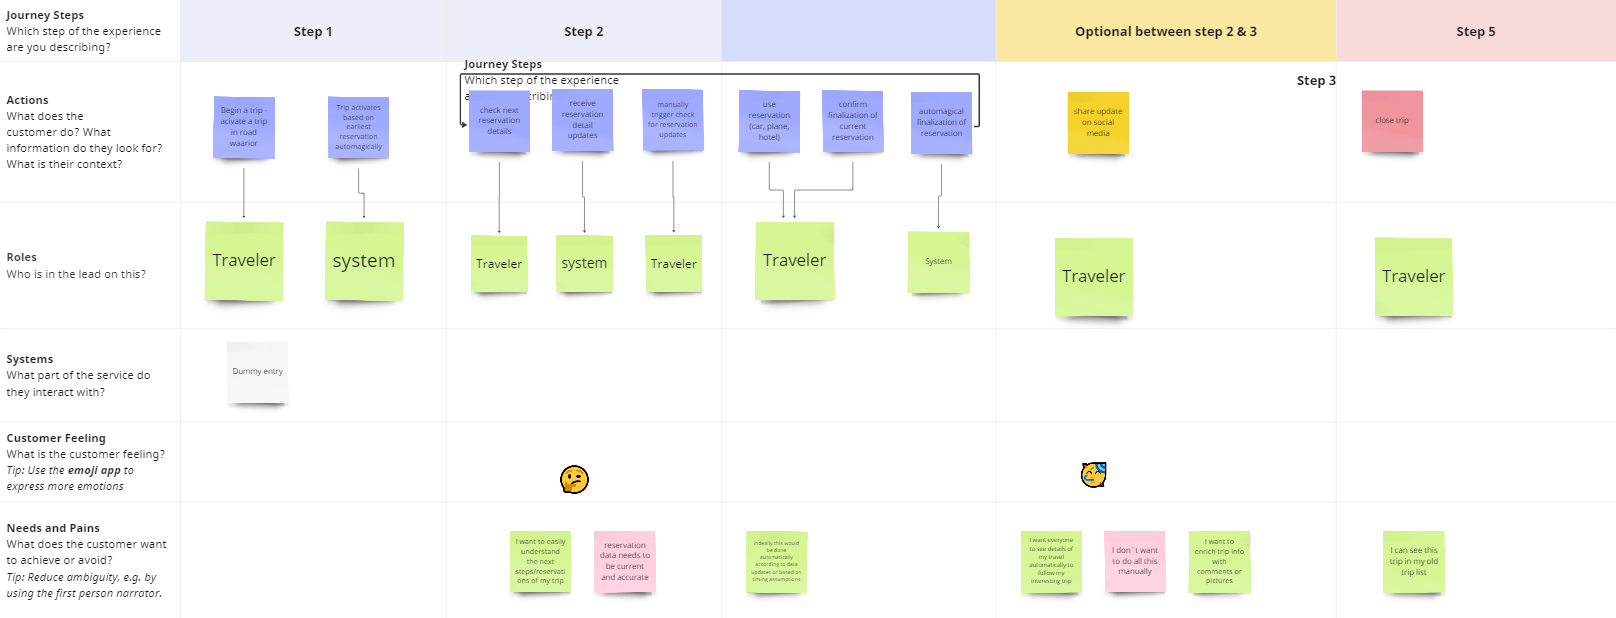 Journey Steps
Which step of the experience
are you describing?
Step 1
Step 2
Optional between step 2 & 3
Step 5
Journey Steps
Which step of the experience
Step 3
Actions
What does the
customer do? What
information do they look for?
What is their context?
Begin a trip -
acivate a trip
in road
waarior
Trip activates
based on
earliest
reservation
automagically
check next
reservation
details
receive
reservation
detail
updates
manually
trigger check
for reservation
updates
use
reservation
(car, plane,
hotel)
confirm
finalization of
current
reservation
automagical
finalization of
reservation
share update
on social
media
close trip
Roles
Who is in the lead on this?
Traveler
system
Traveler
system
Traveler
Traveler
System
Traveler
Traveler
Systems
What part of the service do
they interact with?
Dummy entry
Customer Feeling
What is the customer feeling?
Tip: Use the emoji app to
express more emotions
Needs and Pains
What does the customer want
to achieve or avoid?
Tip: Reduce ambiguity, e.g. by
using the first person narrator.
I want to easily
understand
the next
steps/reservati
ons of my trip
reservation
data needs to
be current
and accurate
indeally this would
be done
automatically
according to data
updates or based on
timing assumptions
I want everyone
to see details of
my travel
automatically to
follow my
interesting trip
I don`t want
to do all this
manually
I want to
enrich trip info
with
comments or
pictures
I can see this
trip in my old
trip list